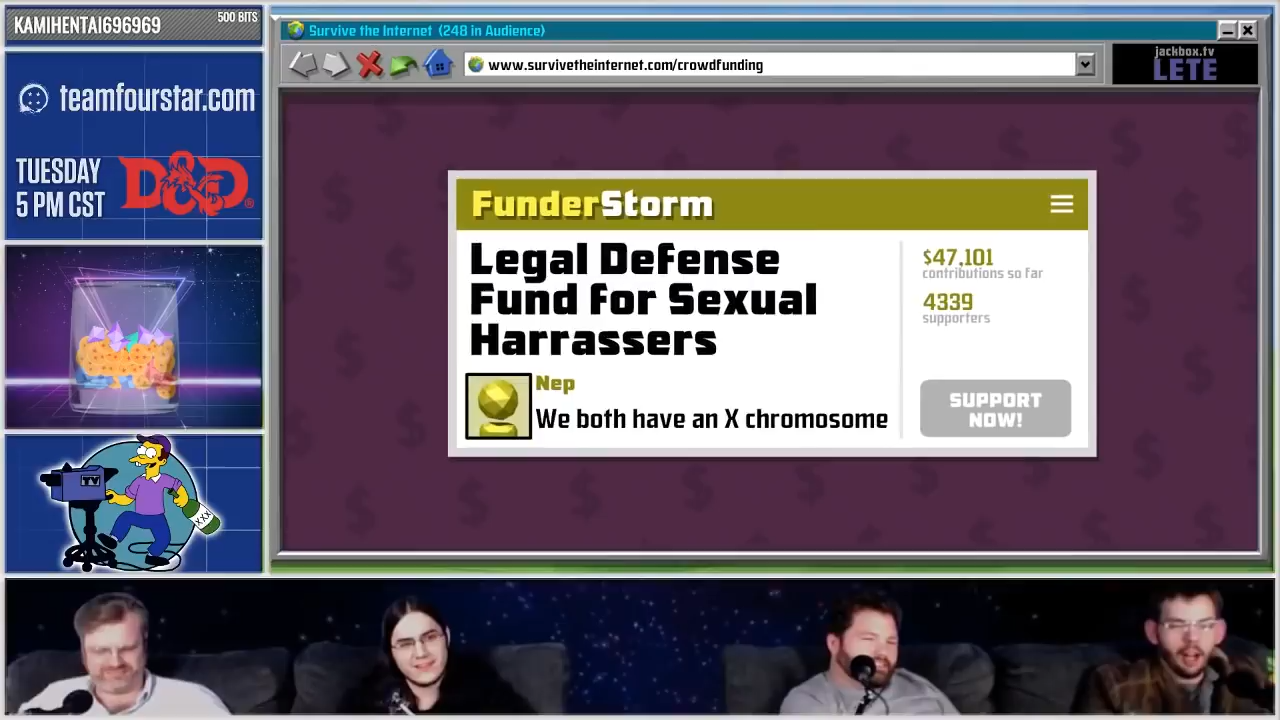 KAMIHENTAI696969
500 BITS
teamfourstar.com
TUESDAY
5 PM CST
D&D
TV
XXX
Survive the Internet (248 in Audience)
www.survivetheinternet.com/crowdfunding
jackbox.tv
LETE
FunderStorm
Legal Defense
Fund for Sexual
Harrassers
Nep
We both have an X chromosome
$47,101
contributions so far
4339
supporters
SUPPORT
NOW!